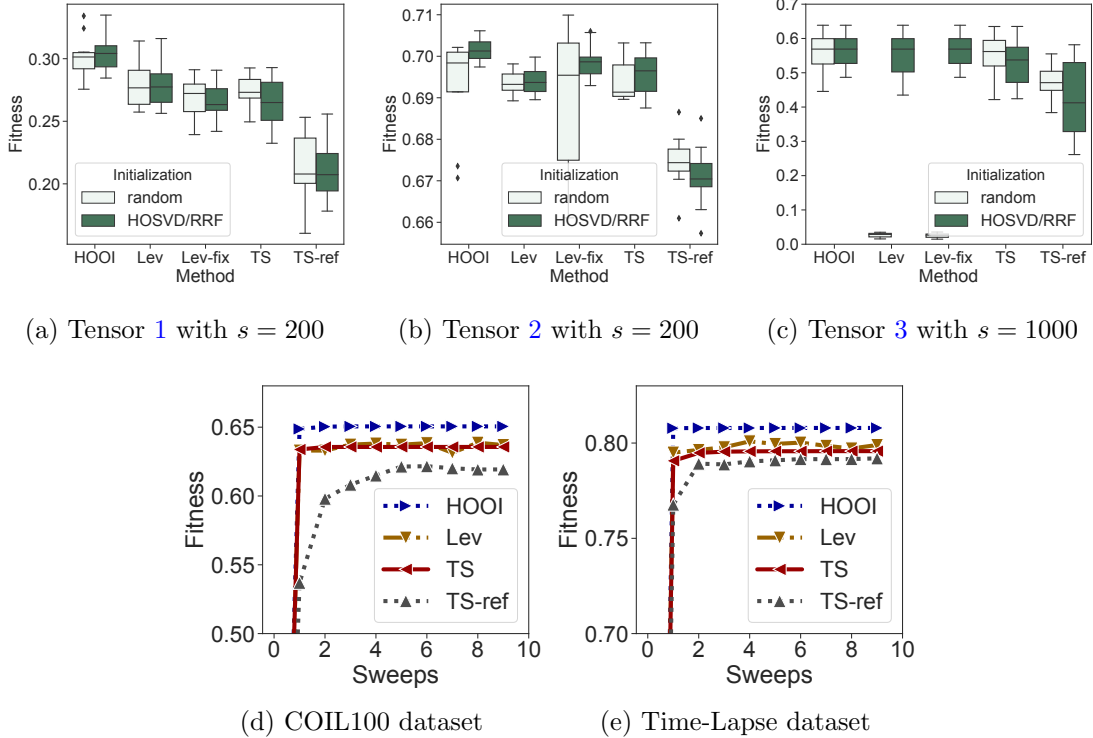 0.30
0.25
0.20
Fitness
Initialization
random
HOSVD/RRF
HOOI Lev Lev-fix TS TS-ref
Method
(a) Tensor 1 with s = 200
0.70
0.69
0.68
0.67
0.66
Fitness
Initialization
random
HOSVD/RRF
HOOI Lev Lev-fix TS TS-ref
Method
(b) Tensor 2 with s = 200
0.7
0.6
0.5
0.4
0.3
0.2
0.1
0.0
Fitness
Initialization
random
HOSVD/RRF
HOOI Lev Lev-fix TS TS-ref
Method
(c) Tensor 3 with s = 1000
0.65
0.60
0.55
0.50
Fitness
HOOI
Lev
TS
TS-ref
0 2 4 6 8 10
Sweeps
(d) COIL100 dataset
0.80
0.75
0.70
Fitness
HOOI
Lev
TS
TS-ref
0 2 4 6 8 10
Sweeps
(e) Time-Lapse dataset